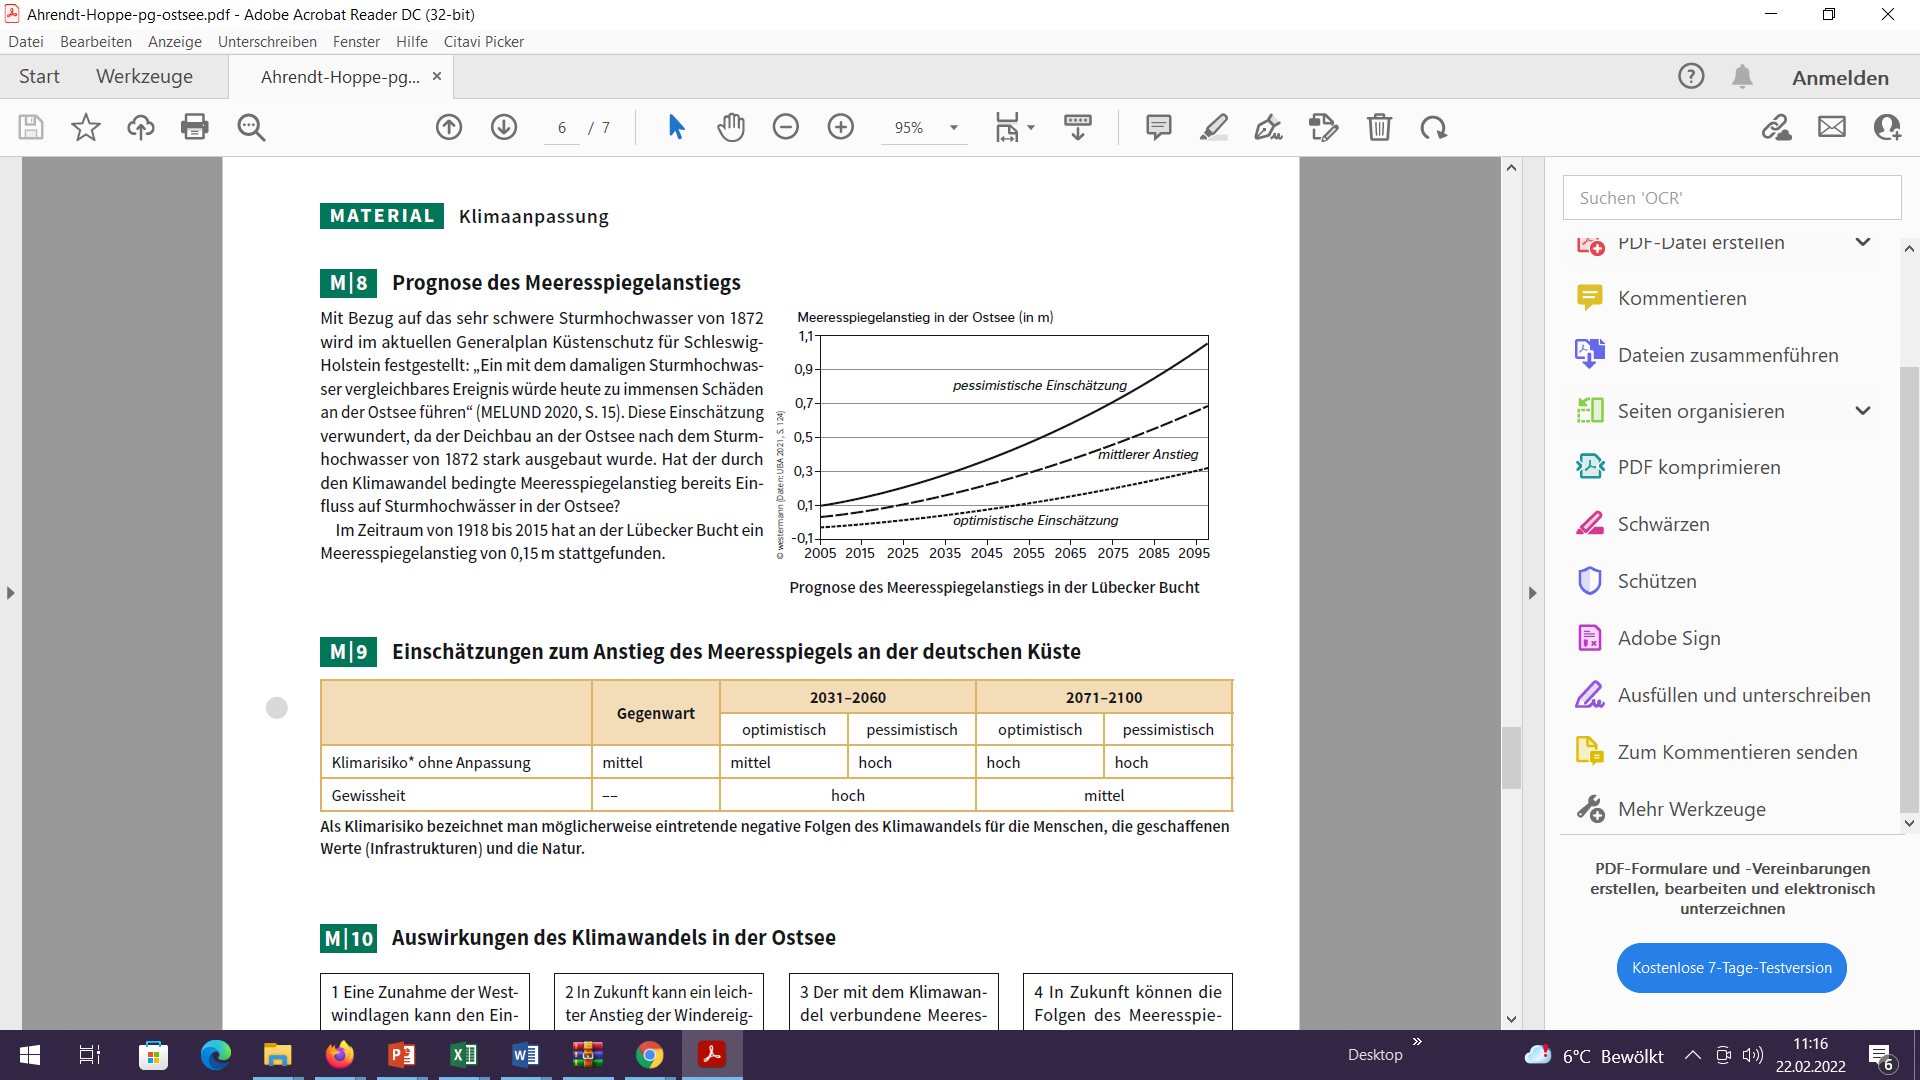 Ahrendt-Hoppe-pg-ostsee.pdf - Adobe Acrobat Reader DC (32-bit)
Datei Bearbeiten Anzeige Unterschreiben Fenster Hilfe Citavi Picker
Start Werkzeuge Ahrendt-Hoppe-pg... × Anmelden
6 / 7 95%
MATERIAL Klimaanpassung
M|8 Prognose des Meeresspiegelanstiegs
Mit Bezug auf das sehr schwere Sturmhochwasser von 1872
wird im aktuellen Generalplan Küstenschutz für Schleswig-
Holstein festgestellt: „Ein mit dem damaligen Sturmhochwas-
ser vergleichbares Ereignis würde heute zu immensen Schäden
an der Ostsee führen“ (MELUND 2020, S. 15). Diese Einschätzung
verwundert, da der Deichbau an der Ostsee nach dem Sturm-
hochwasser von 1872 stark ausgebaut wurde. Hat der durch
den Klimawandel bedingte Meeresspiegelanstieg bereits Ein-
fluss auf Sturmhochwässer in der Ostsee?
Im Zeitraum von 1918 bis 2015 hat an der Lübecker Bucht ein
Meeresspiegelanstieg von 0,15 m stattgefunden.
Meeresspiegelanstieg in der Ostsee (in m)
1,1
0,9
0,7
0,5
0,3
0,1
-0,1
pessimistische Einschätzung
mittlerer Anstieg
optimistische Einschätzung
2005 2015 2025 2035 2045 2055 2065 2075 2085 2095
© westermann (Daten: UBA 2021, S. 124)
Prognose des Meeresspiegelanstiegs in der Lübecker Bucht
M|9 Einschätzungen zum Anstieg des Meeresspiegels an der deutschen Küste
Gegenwart 2031–2060 2071–2100
optimistisch pessimistisch optimistisch pessimistisch
Klimarisiko* ohne Anpassung mittel mittel hoch hoch hoch
Gewissheit –– hoch mittel
Als Klimarisiko bezeichnet man möglicherweise eintretende negative Folgen des Klimawandels für die Menschen, die geschaffenen
Werte (Infrastrukturen) und die Natur.
M|10 Auswirkungen des Klimawandels in der Ostsee
1 Eine Zunahme der West-
windlagen kann den Ein-
2 In Zukunft kann ein leich-
ter Anstieg der Windereig-
3 Der mit dem Klimawan-
del verbundene Meeres-
4 In Zukunft können die
Folgen des Meeresspie-
Suchen 'OCR'
PDF-Datei erstellen
Kommentieren
Dateien zusammenführen
Seiten organisieren
PDF komprimieren
Schwärzen
Schützen
Adobe Sign
Ausfüllen und unterschreiben
Zum Kommentieren senden
Mehr Werkzeuge
PDF-Formulare und -Vereinbarungen
erstellen, bearbeiten und elektronisch
unterzeichnen
Kostenlose 7-Tage-Testversion
Desktop » 6°C Bewölkt
11:16
22.02.2022
6